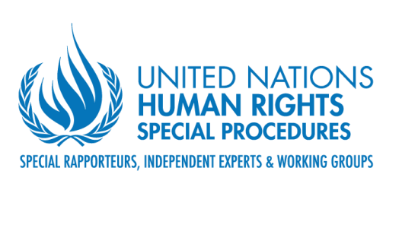 UNITED NATIONS
HUMAN RIGHTS
SPECIAL PROCEDURES
SPECIAL RAPPORTEURS, INDEPENDENT EXPERTS & WORKING GROUPS